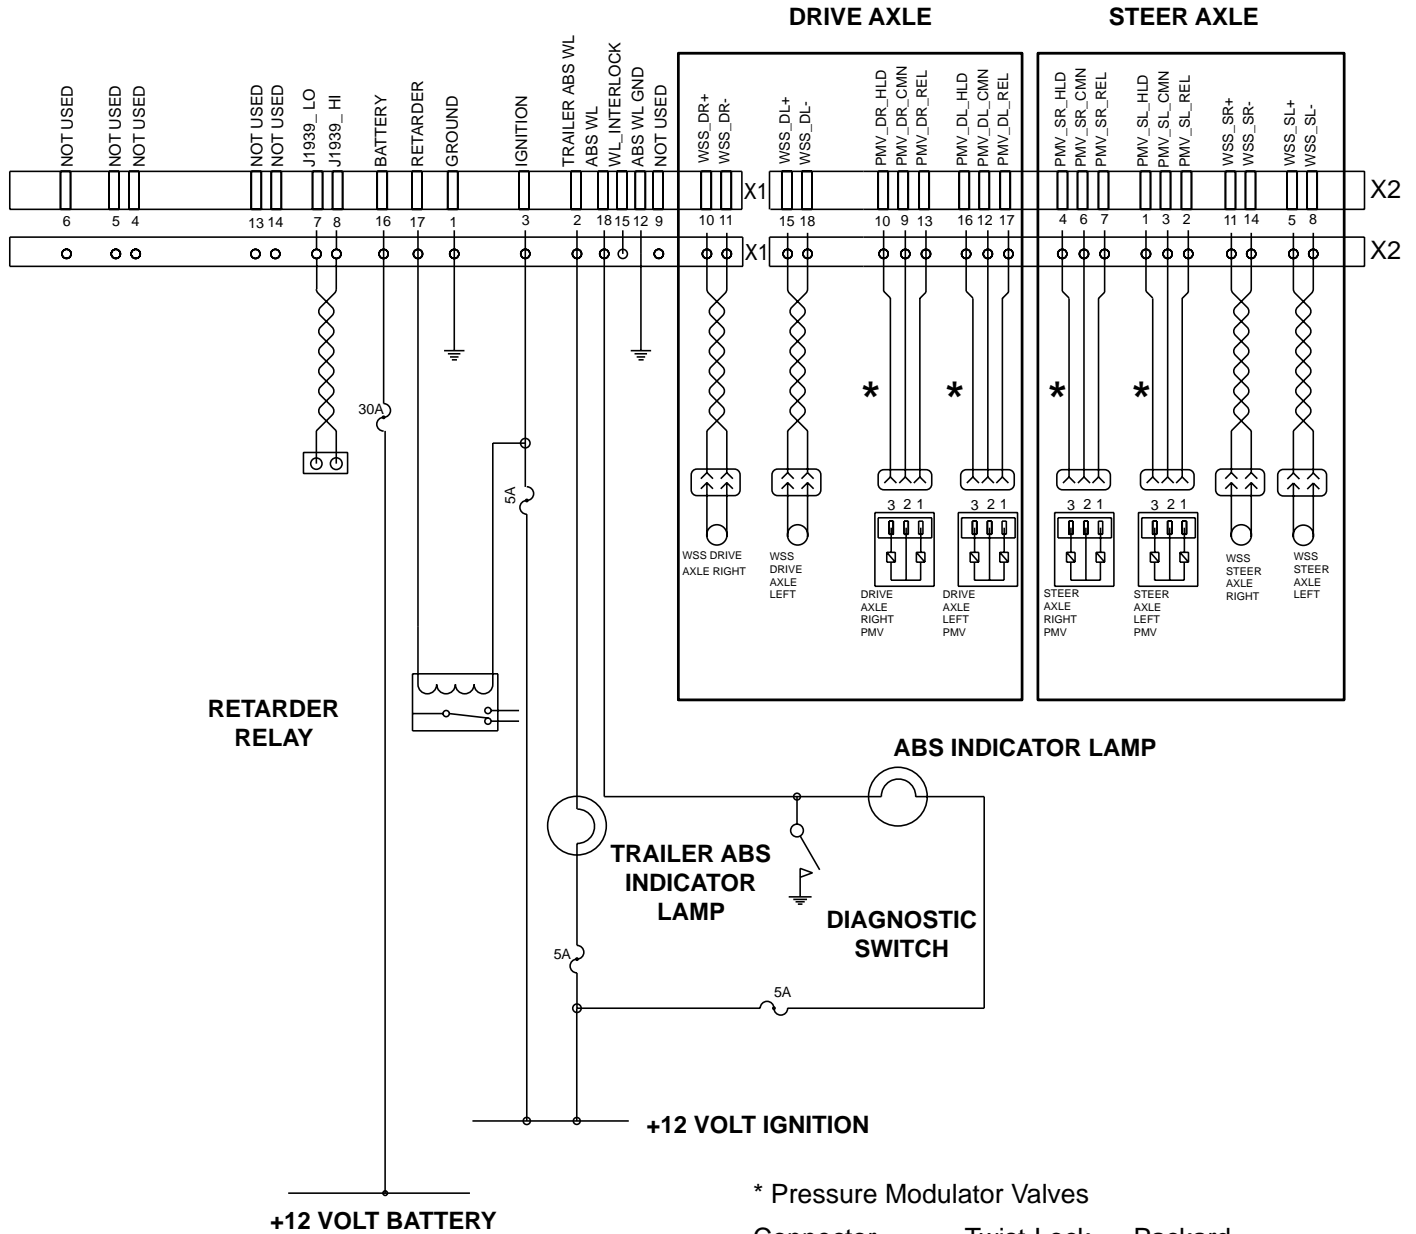 DRIVE AXLE
STEER AXLE
NOT USED
NOT USED
NOT USED
NOT USED
NOT USED
J1939_ LO
J1939_ HI
BATTERY
RETARDER
GROUND
IGNITION
TRAILER ABS WL
ABS WL
WL_INTERLOCK
ABS WL GND
NOT USED
WSS_DR+
WSS_DR-
WSS_DL+
WSS_DL-
PMV_DR_HLD
PMV_DR_CMN
PMV_DR_REL
PMV_DL_HLD
PMV_DL_CMN
PMV_DL_REL
PMV_SR_HLD
PMV_SR_CMN
PMV_SR_REL
PMV_SL_HLD
PMV_SL_CMN
PMV_SL_REL
WSS_SR+
WSS_SR-
WSS_SL+
WSS_SL-
X1
X2
6 5 4 13 14 7 8 16 17 1 3 2 18 15 12 9 10 11 15 18 10 9 13 16 12 17 4 6 7 1 3 2 11 14 5 8
X1
X2
* * * *
30A
5A
3 2 1
3 2 1
3 2 1
3 2 1
WSS DRIVE
AXLE RIGHT
WSS
DRIVE
AXLE
LEFT
DRIVE
AXLE
RIGHT
PMV
DRIVE
AXLE
LEFT
PMV
STEER
AXLE
RIGHT
PMV
STEER
AXLE
LEFT
PMV
WSS
STEER
AXLE
RIGHT
WSS
STEER
AXLE
LEFT
RETARDER
RELAY
ABS INDICATOR LAMP
TRAILER ABS
INDICATOR
LAMP
DIAGNOSTIC
SWITCH
5A
5A
+12 VOLT IGNITION
* Pressure Modulator Valves
+12 VOLT BATTERY
Connector Twist-Lock Packard